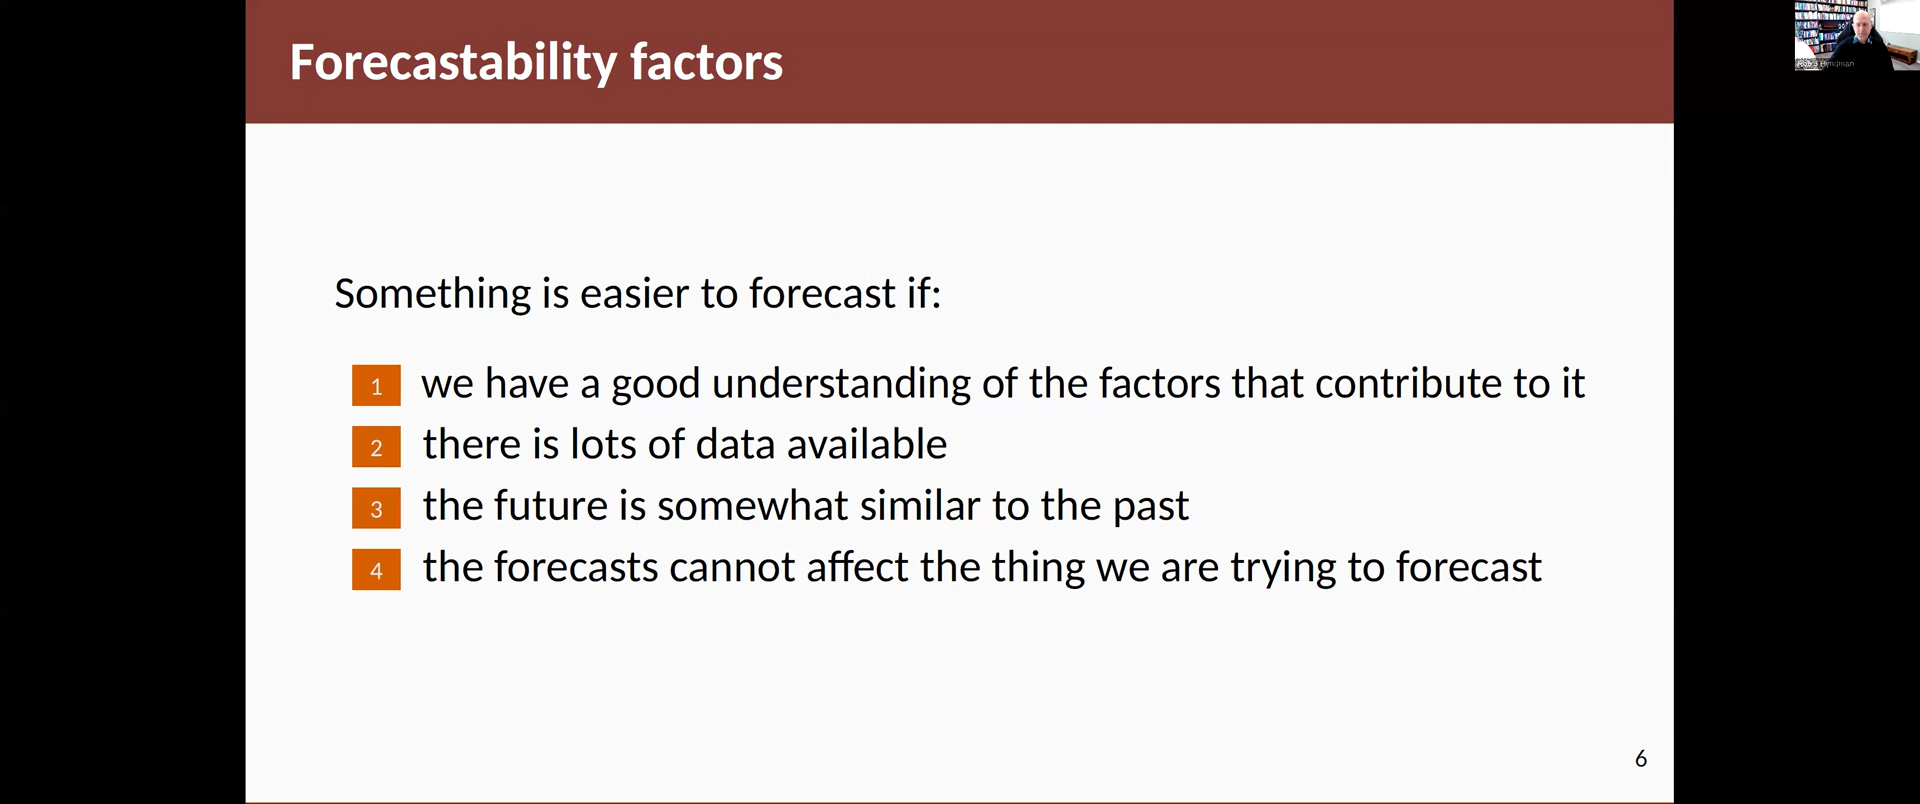 Forecastability factors
Something is easier to forecast if:
1 we have a good understanding of the factors that contribute to it
2 there is lots of data available
3 the future is somewhat similar to the past
4 the forecasts cannot affect the thing we are trying to forecast
6
Hyndman